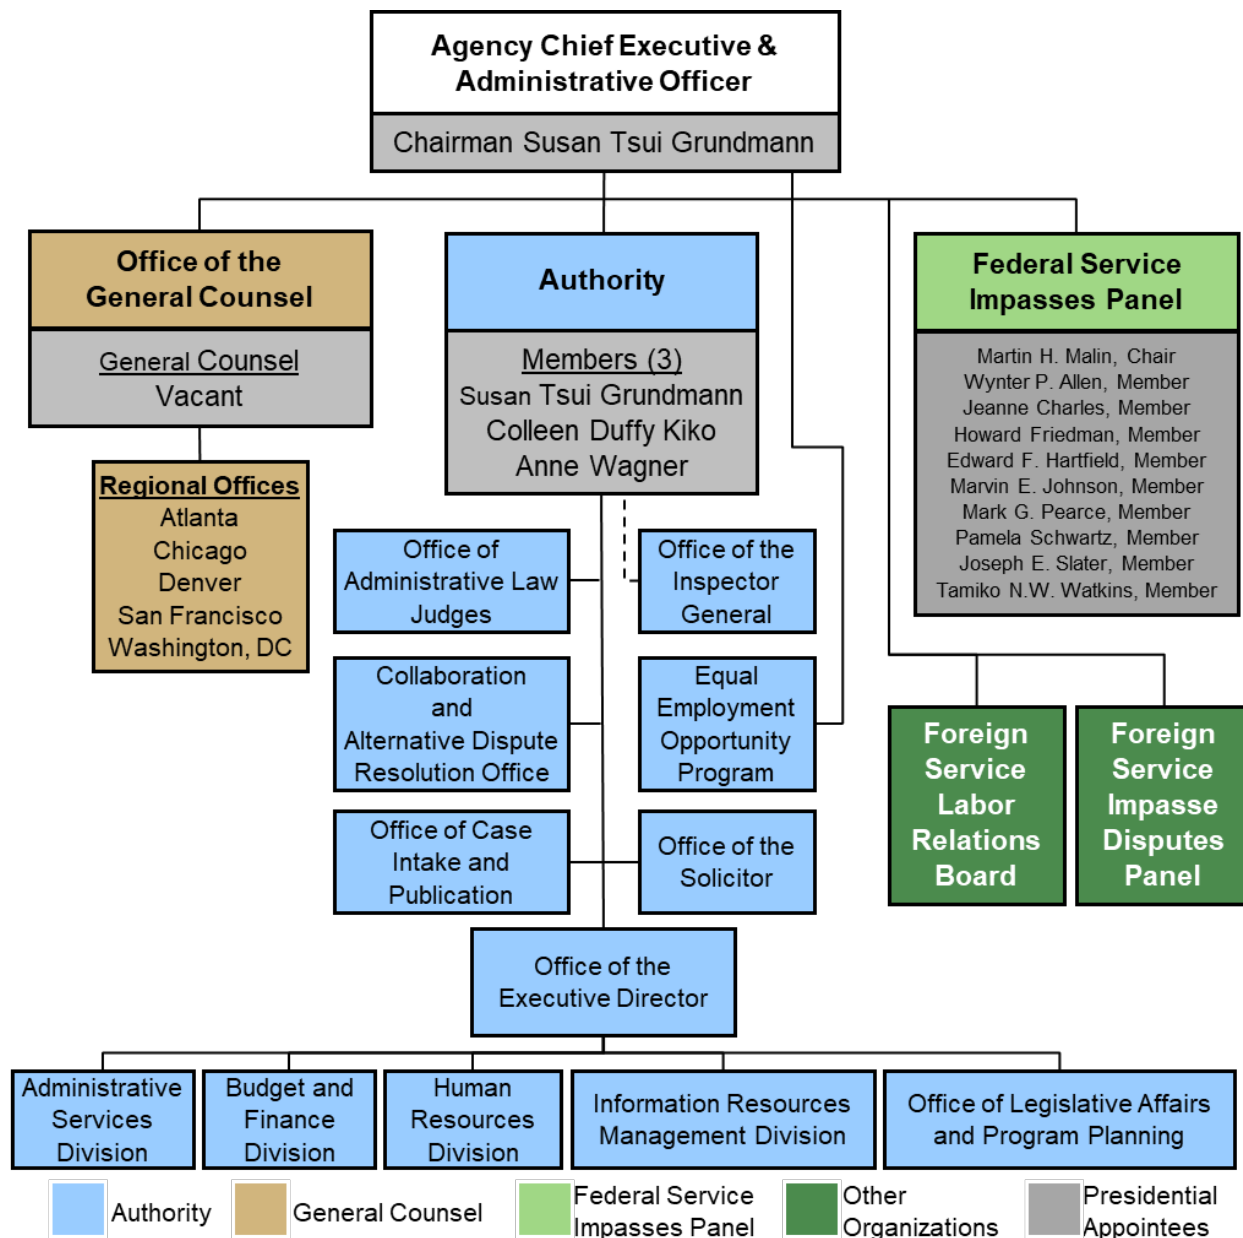 Agency Chief Executive &
Administrative Officer
Chairman Susan Tsui Grundmann
Office of the
General Counsel
General Counsel
Vacant
Regional Offices
Atlanta
Chicago
Denver
San Francisco
Washington, DC
Authority
Members (3)
Susan Tsui Grundmann
Colleen Duffy Kiko
Anne Wagner
Federal Service
Impasses Panel
Martin H. Malin, Chair
Wynter P. Allen, Member
Jeanne Charles, Member
Howard Friedman, Member
Edward F. Hartfield, Member
Marvin E. Johnson, Member
Mark G. Pearce, Member
Pamela Schwartz, Member
Joseph E. Slater, Member
Tamiko N.W. Watkins, Member
Office of
Administrative Law
Judges
Office of the
Inspector
General
Collaboration
and
Alternative Dispute
Resolution Office
Equal
Employment
Opportunity
Program
Office of Case
Intake and
Publication
Office of the
Solicitor
Foreign
Service
Labor
Relations
Board
Foreign
Service
Impasse
Disputes
Panel
Office of the
Executive Director
Administrative
Services
Division
Budget and
Finance
Division
Human
Resources
Division
Information Resources
Management Division
Office of Legislative Affairs
and Program Planning
Authority
General Counsel
Federal Service
Impasses Panel
Other
Organizations
Presidential
Appointees